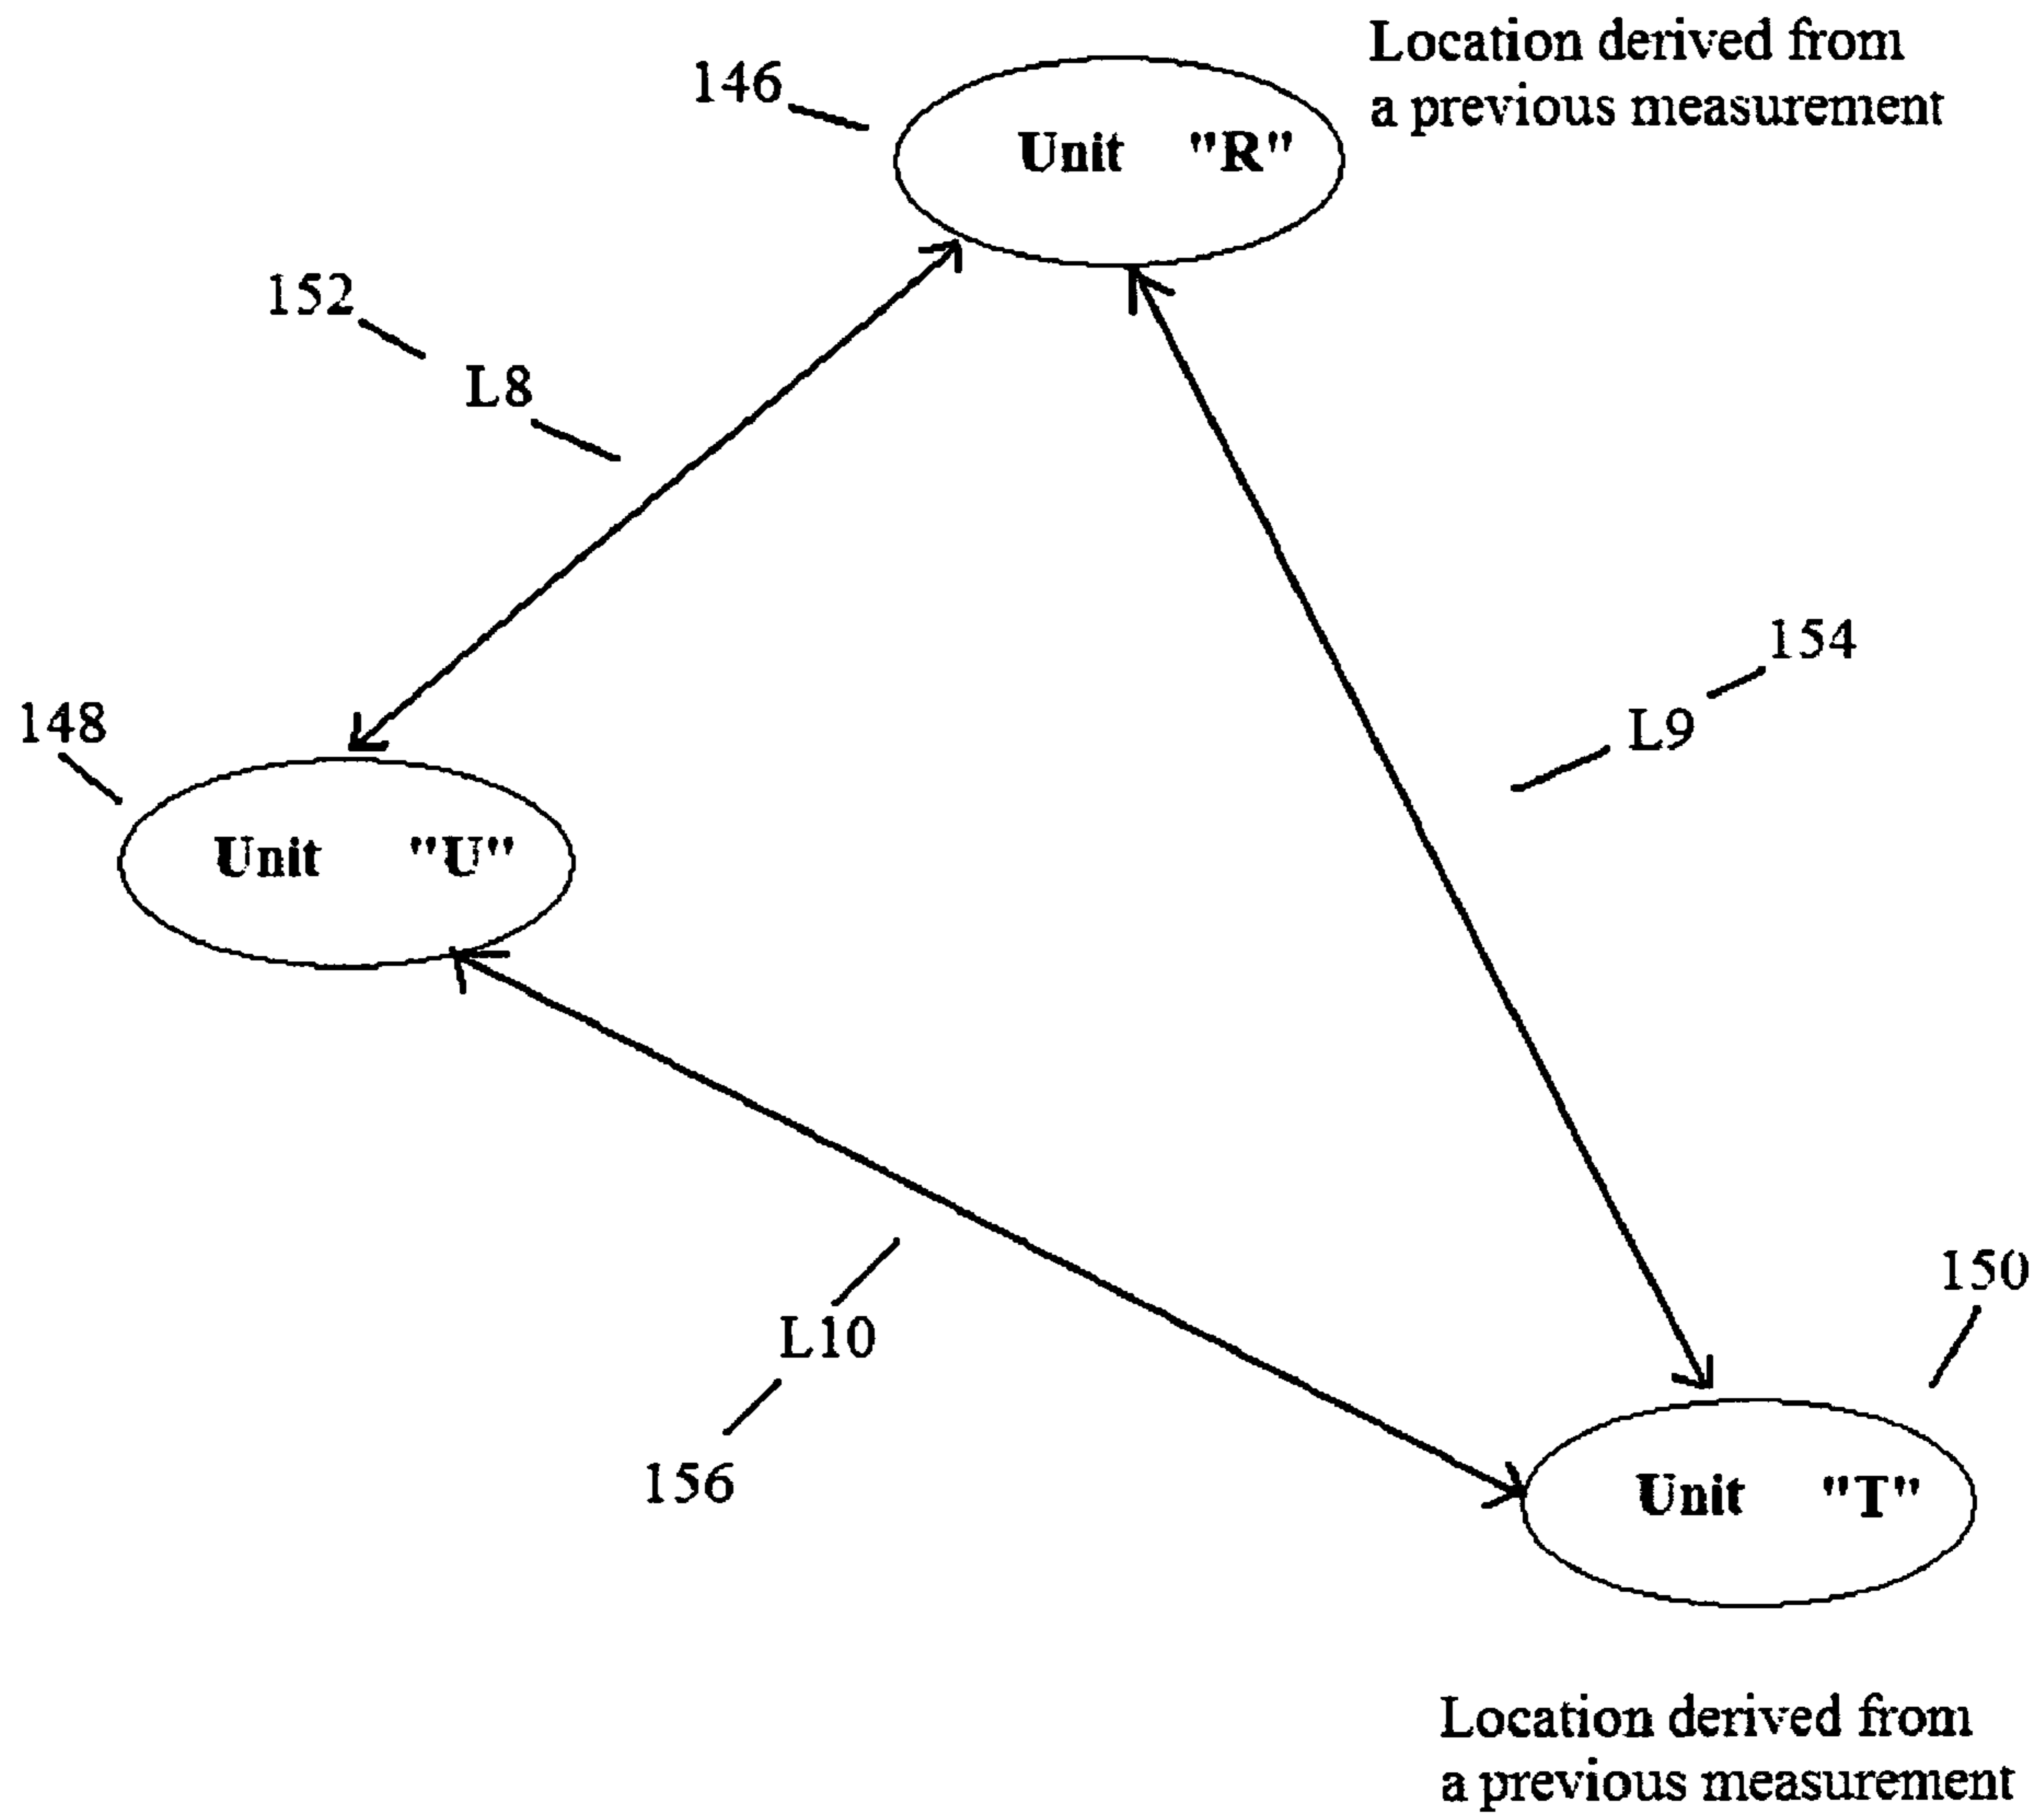 Location derived from
a previous measurement
146
Unit "R"
152
L8
154
L9
148
Unit "U"
150
L10
156
Unit "T"
Location derived from
a previous measurement